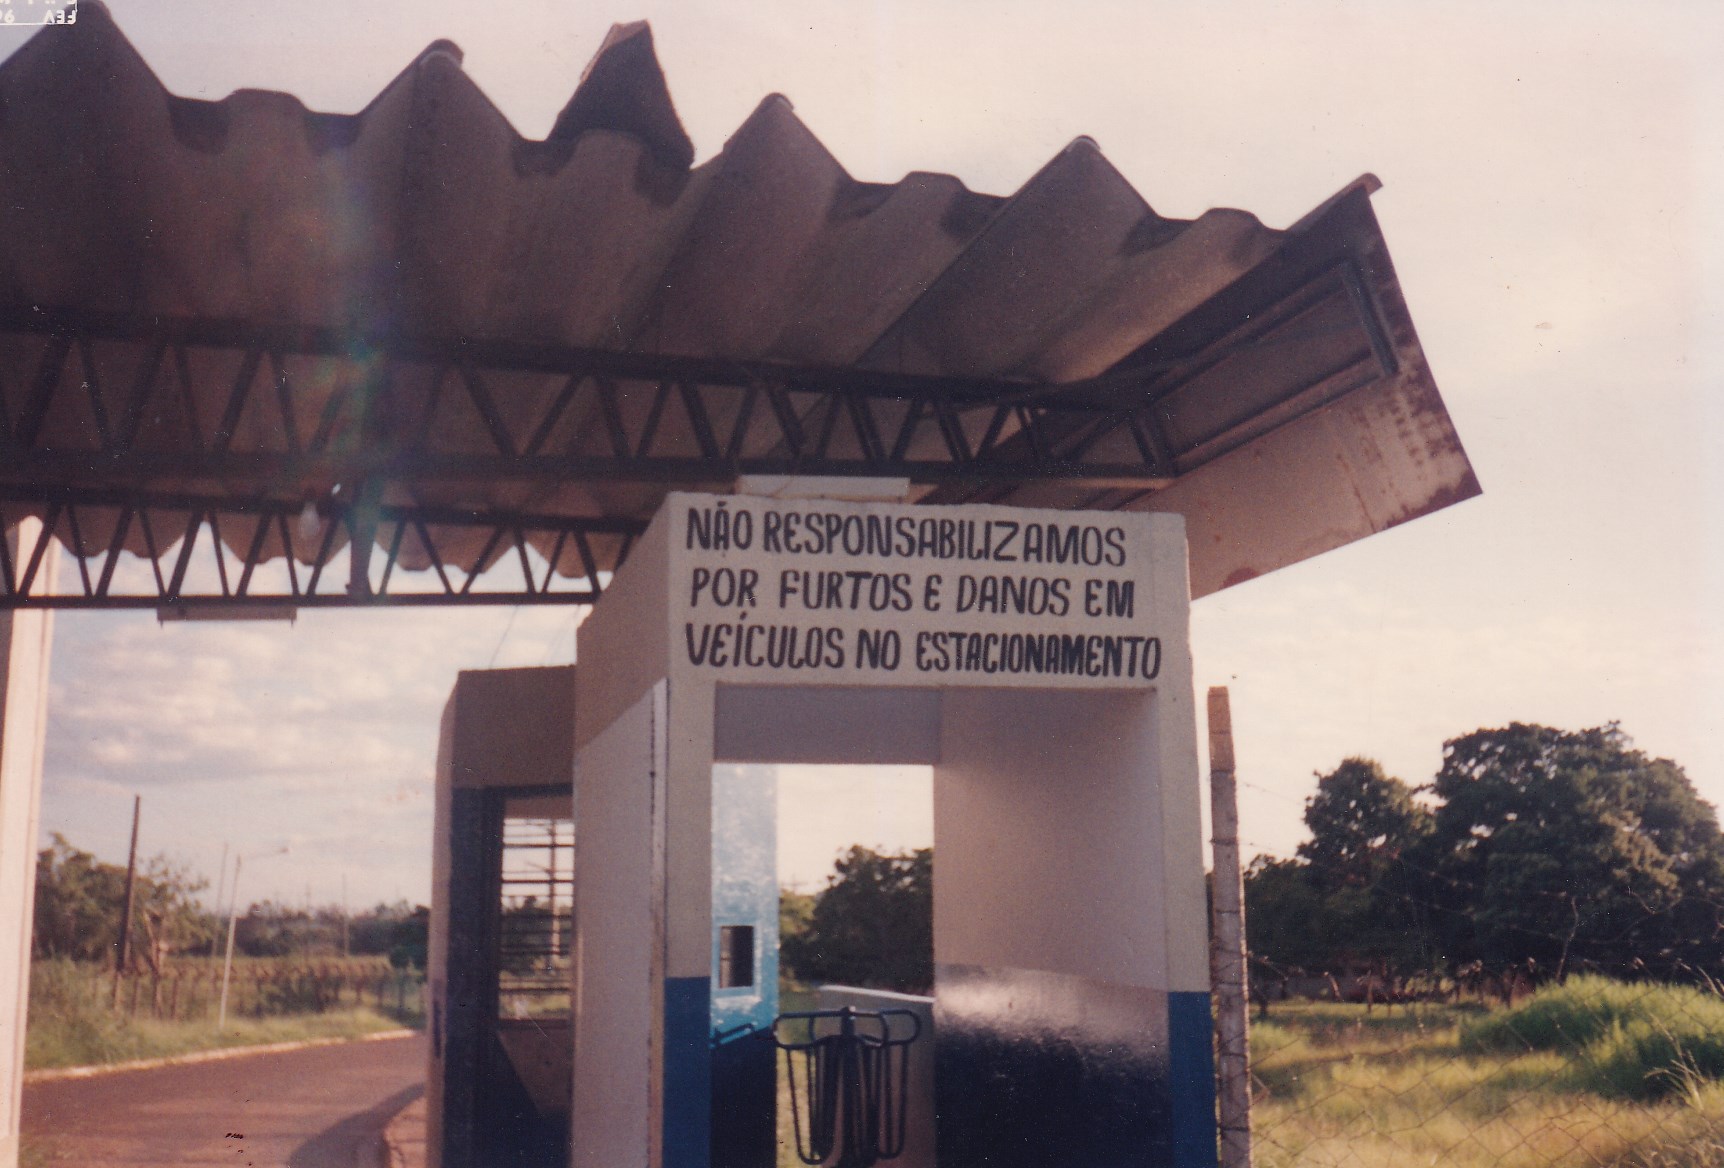 NÃO RESPONSABILIZAMOS
POR FURTOS E DANOS EM
VEÍCULOS NO ESTACIONAMENTO